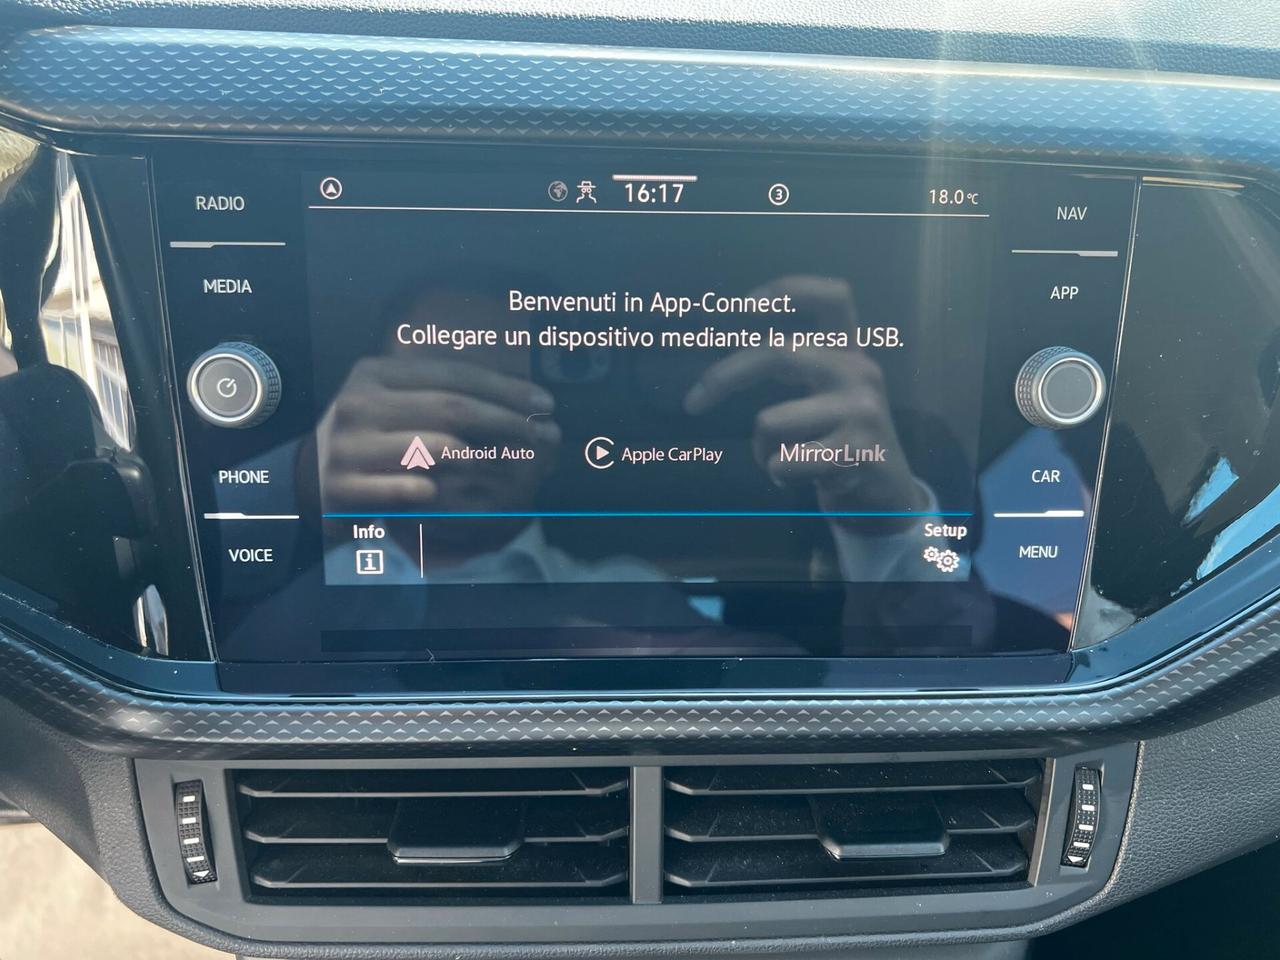 RADIO
MEDIA
PHONE
VOICE
16:17
3
18.0°C
Benvenuti in App-Connect.
Collegare un dispositivo mediante la presa USB.
Android Auto
Apple CarPlay
MirrorLink
Info
i
Setup
NAV
APP
CAR
MENU